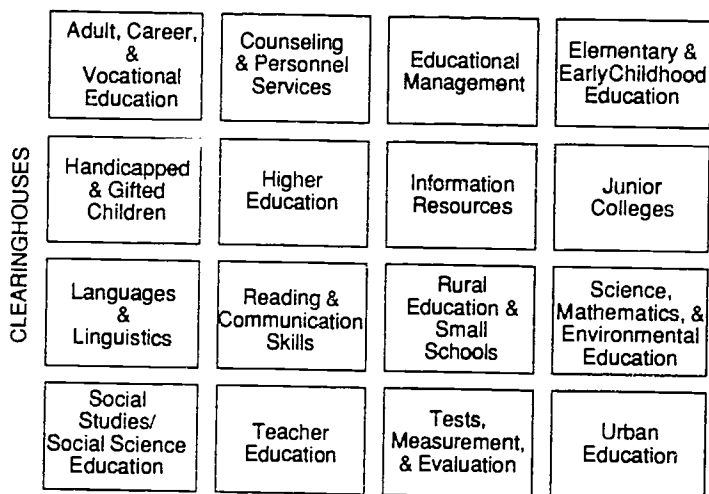 CLEARINGHOUSES
Adult, Career,
&
Vocational
Education
Counseling
& Personnel
Services
Educational
Management
Elementary &
EarlyChildhood
Education
Handicapped
& Gifted
Children
Higher
Education
Information
Resources
Junior
Colleges
Languages
&
Linguistics
Reading &
Communication
Skills
Rural
Education &
Small
Schools
Science,
Mathematics, &
Environmental
Education
Social
Studies/
Social Science
Education
Teacher
Education
Tests,
Measurement,
& Evaluation
Urban
Education